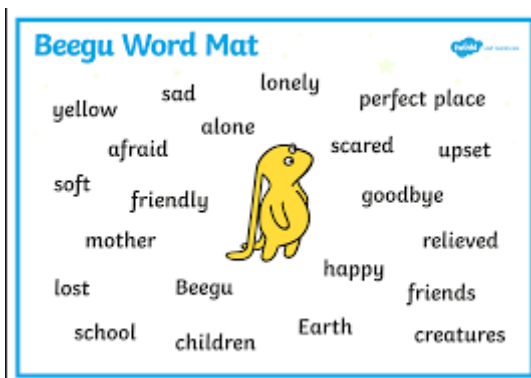 Beegu Word Mat
twinkl
lonely
sad
perfect place
yellow
alone
afraid
scared
upset
soft
friendly
goodbye
mother
relieved
happy
lost
Beegu
friends
school
children
Earth
creatures